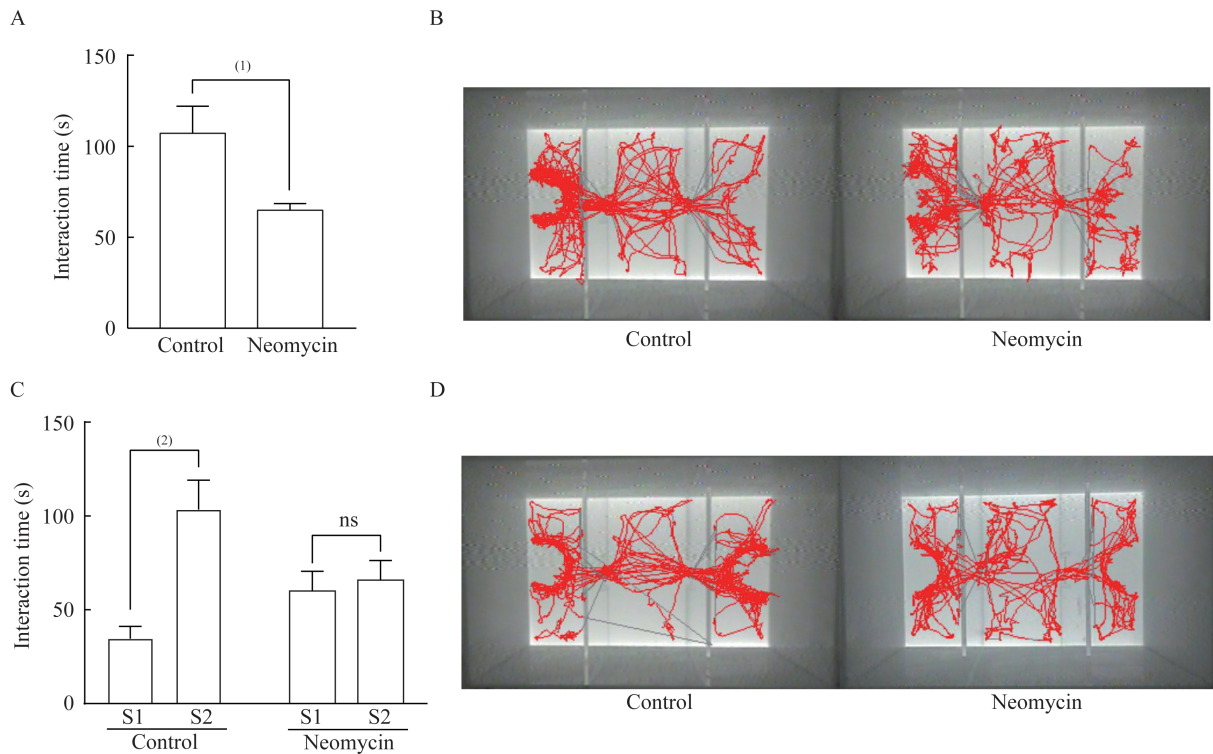 A
150
100
50
0
Interaction time (s)
(1)
Control
Neomycin
B
Control
Neomycin
C
150
100
50
0
Interaction time (s)
(2)
ns
S1 S2
S1 S2
Control
Neomycin
D
Control
Neomycin